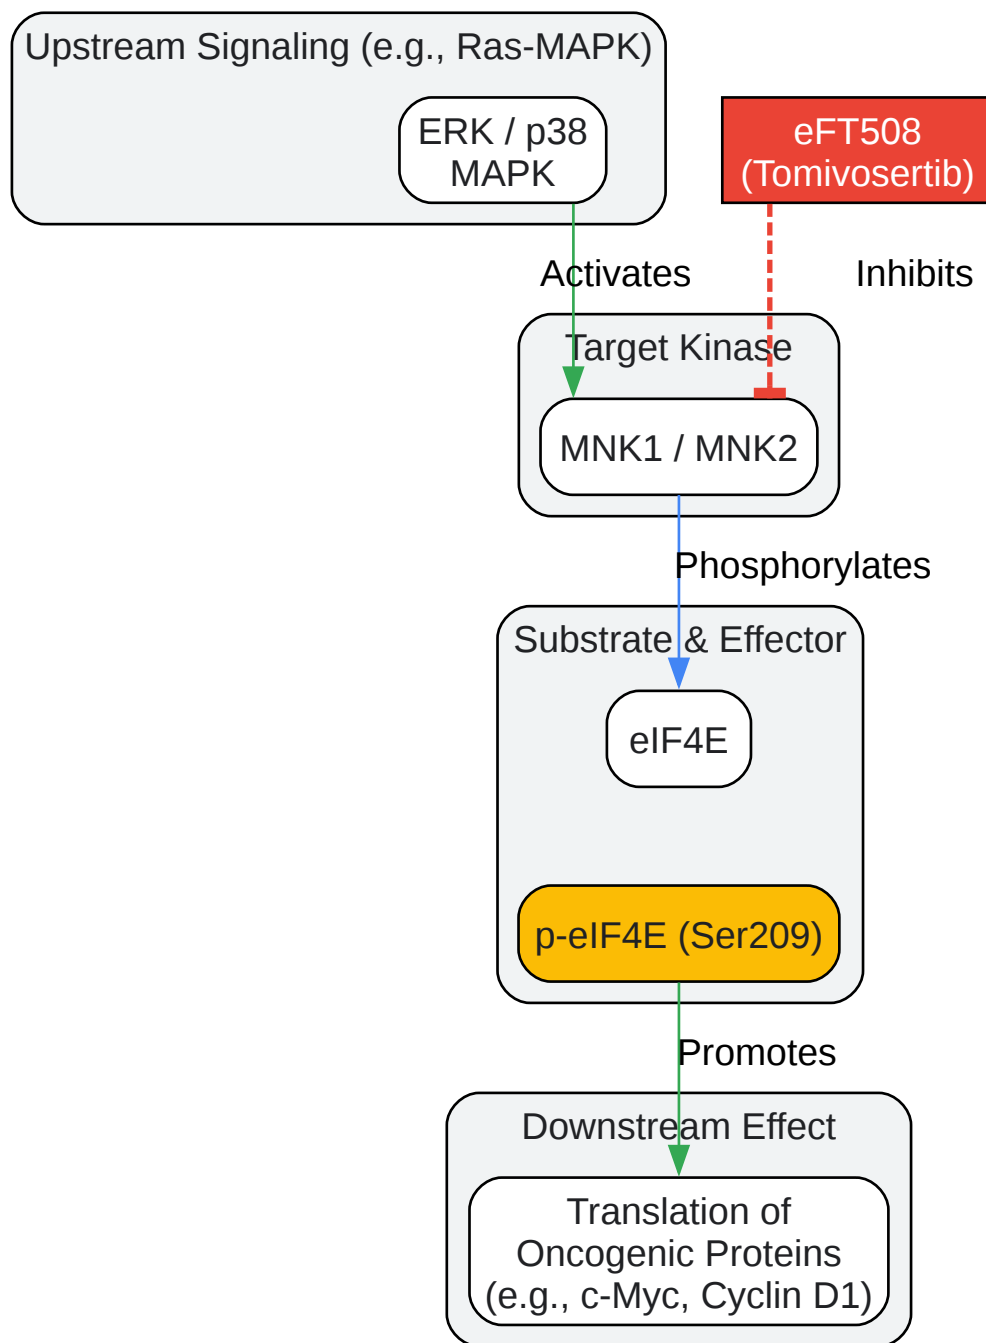 Upstream Signaling (e.g., Ras-MAPK)
ERK / p38
MAPK
eFT508
(Tomivosertib)
Activates
Inhibits
Target Kinase
MNK1 / MNK2
Phosphorylates
Substrate & Effector
eIF4E
p-eIF4E (Ser209)
Promotes
Downstream Effect
Translation of
Oncogenic Proteins
(e.g., c-Myc, Cyclin D1)